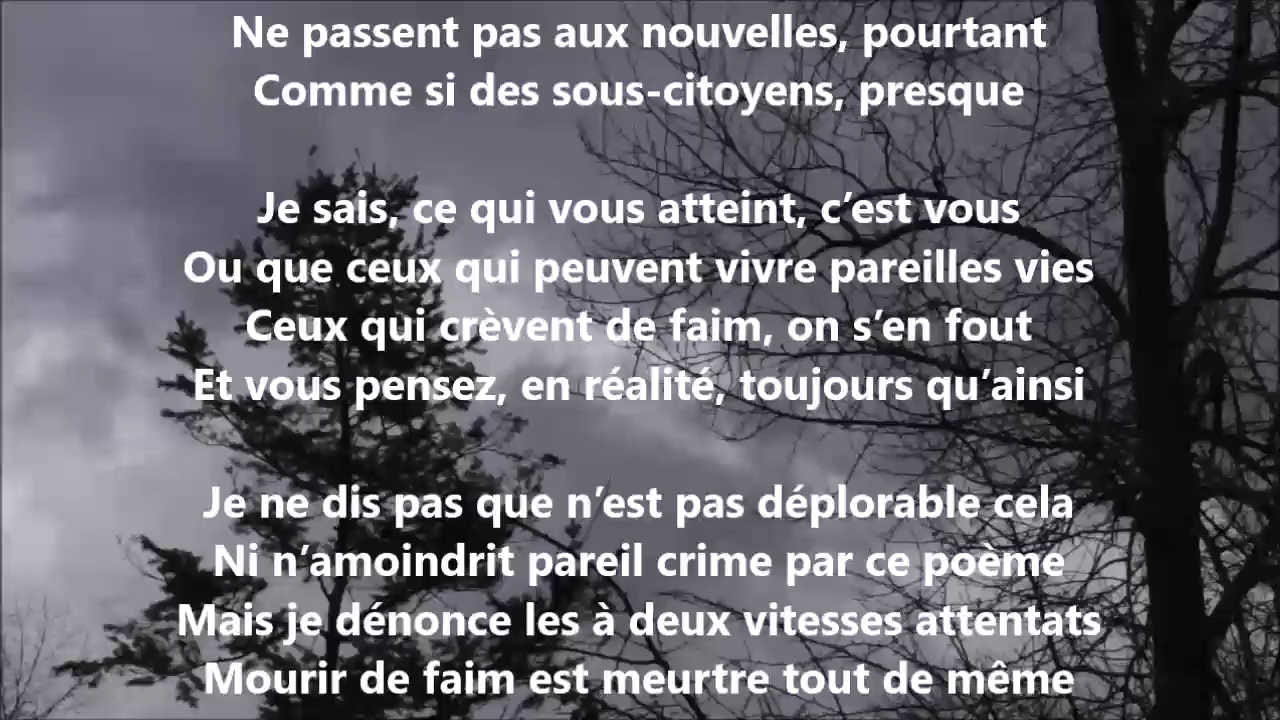 Ne passent pas aux nouvelles, pourtant
Comme si des sous-citoyens, presque
Je sais, ce qui vous atteint, c’est vous
Ou que ceux qui peuvent vivre pareilles vies
Ceux qui crèvent de faim, on s’en fout
Et vous pensez, en réalité, toujours qu’ainsi
Je ne dis pas que n’est pas déplorable cela
Ni n’amoindrit pareil crime par ce poème
Mais je dénonce les à deux vitesses attentats
Mourir de faim est meurtre tout de même